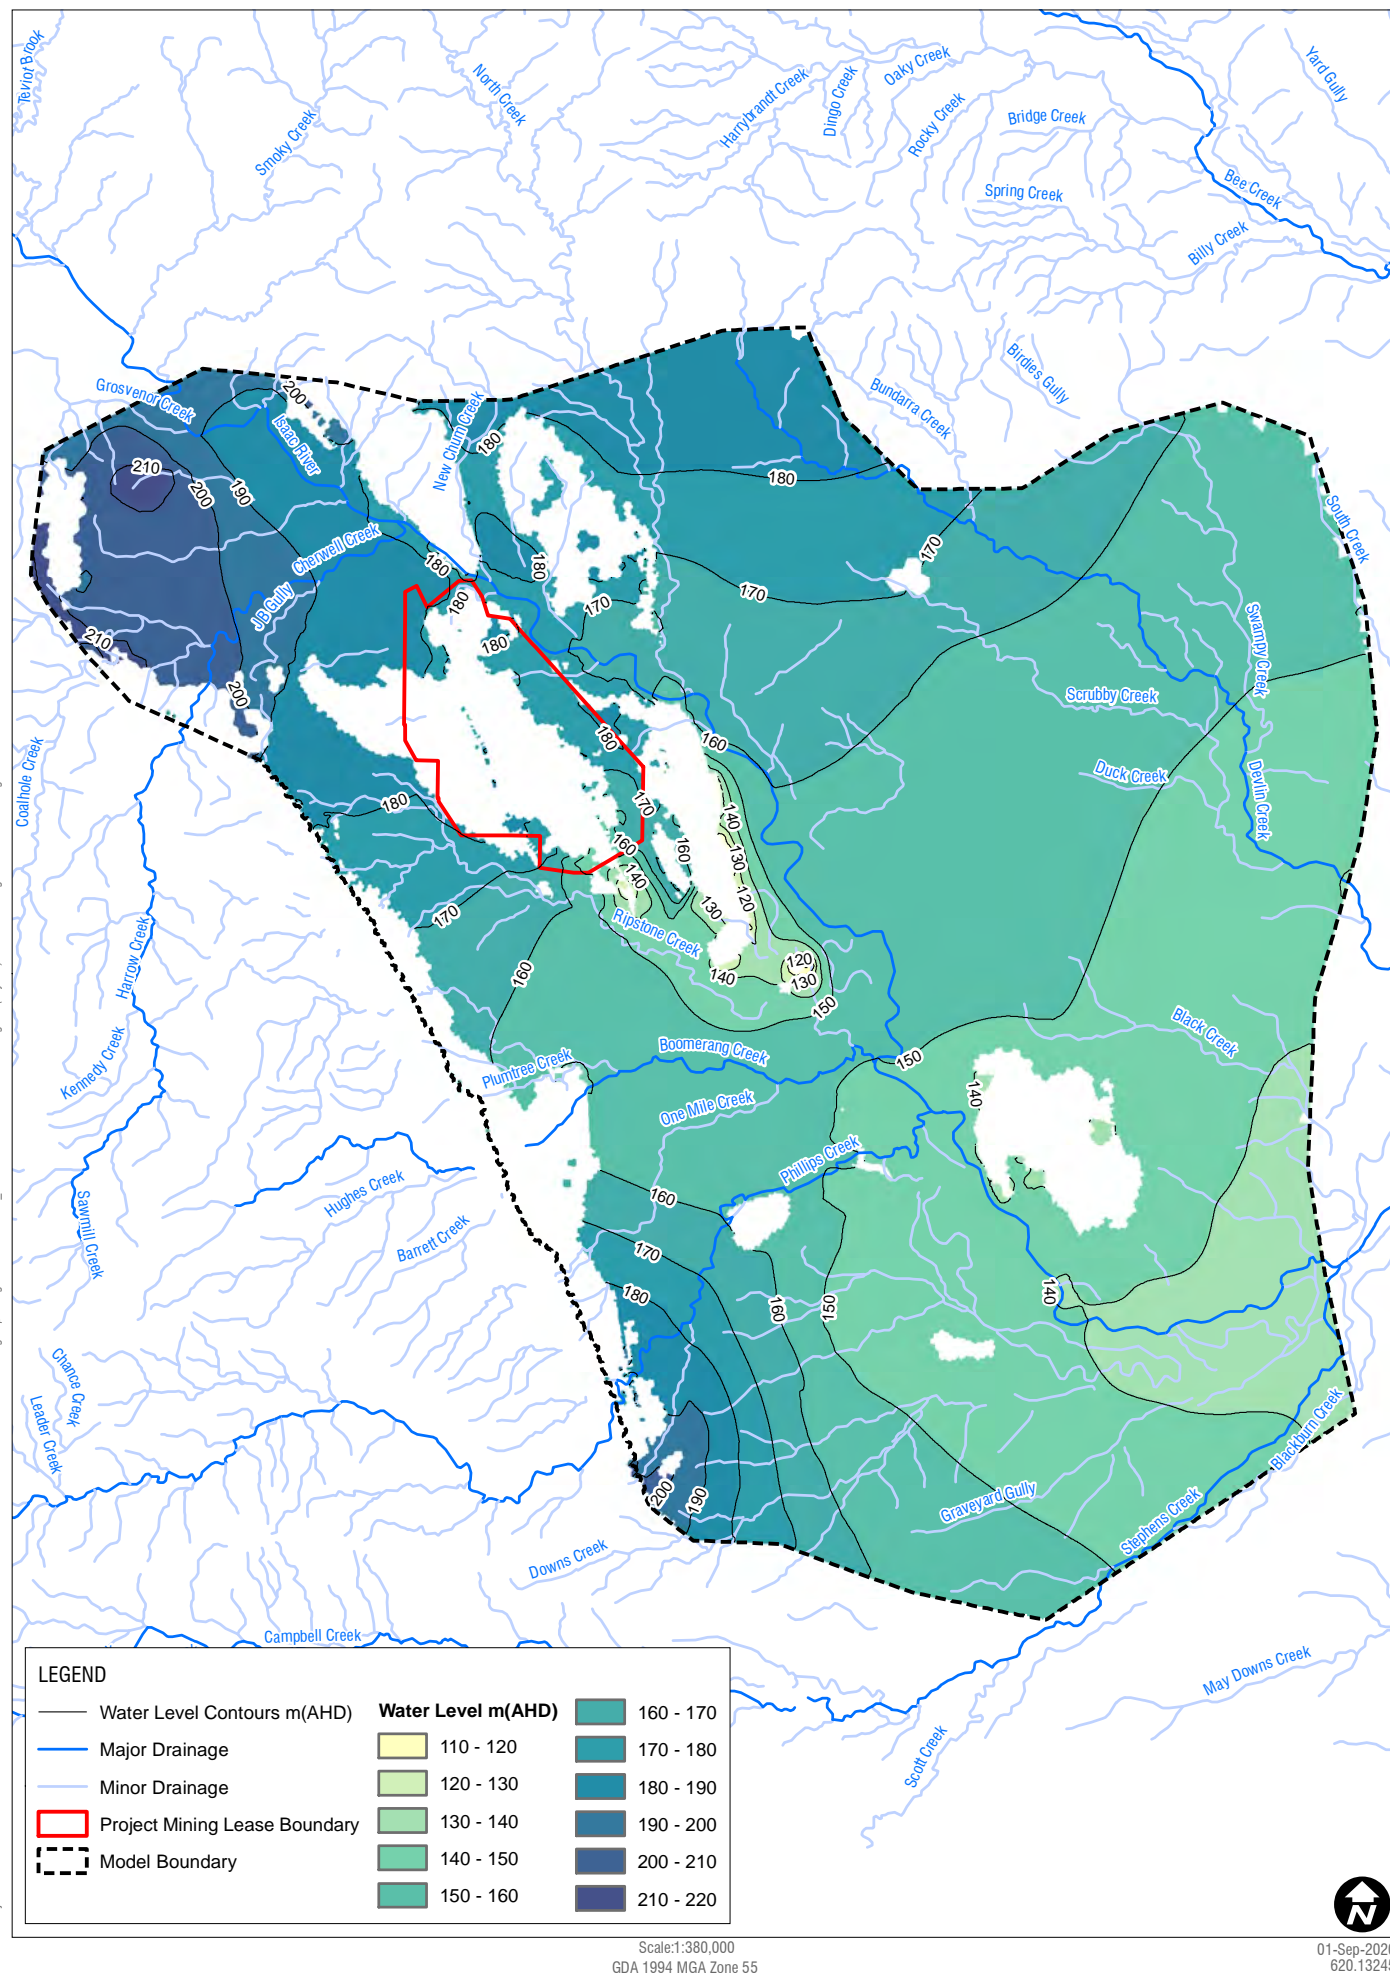 Teviot Brook
Smoky Creek
North Creek
Harrybrandt Creek
Dingo Creek
Oaky Creek
Rocky Creek
Bridge Creek
Yard Gully
Spring Creek
Bee Creek
Billy Creek
Birdies Gully
Bundarra Creek
Grosvenor Creek
200
Isaac River
New Chum Creek
180
210
200
190
180
South Creek
Cherwell Creek
180
180
170
JB Gully
180
170
170
210
180
Swampy Creek
200
Scrubby Creek
180
160
Coalhole Creek
Duck Creek
Devlin Creek
180
170
140
160
160
130
140
120
130
170
Ripstone Creek
Harrow Creek
160
120
140
130
150
Black Creek
Kennedy Creek
Boomerang Creek
150
Plumtree Creek
140
One Mile Creek
Phillips Creek
Hughes Creek
160
Sawmill Creek
Barrett Creek
170
180
160
150
140
Chance Creek
Leader Creek
Blackburn Creek
200
190
Graveyard Gully
Stephens Creek
Downs Creek
Campbell Creek
May Downs Creek
Scott Creek
LEGEND
Water Level Contours m(AHD)
Major Drainage
Minor Drainage
Project Mining Lease Boundary
Model Boundary
Water Level m(AHD)
110 - 120
120 - 130
130 - 140
140 - 150
150 - 160
160 - 170
170 - 180
180 - 190
190 - 200
200 - 210
210 - 220
N
Scale:1:380,000
GDA 1994 MGA Zone 55
01-Sep-2020
620.13245